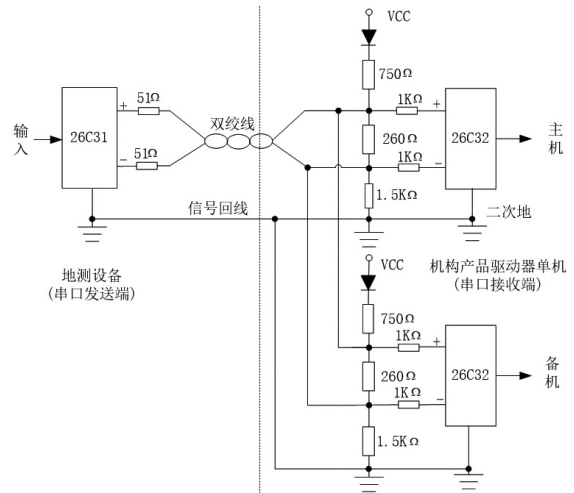 VCC
750Ω
51Ω
1KΩ
输入
26C31
+
双绞线
+
260Ω
26C32
主机
51Ω
1KΩ
−
−
1.5KΩ
信号回线
二次地
地测设备
(串口发送端)
VCC
机构产品驱动器单机
(串口接收端)
750Ω
1KΩ
+
260Ω
26C32
备机
1KΩ
−
1.5KΩ